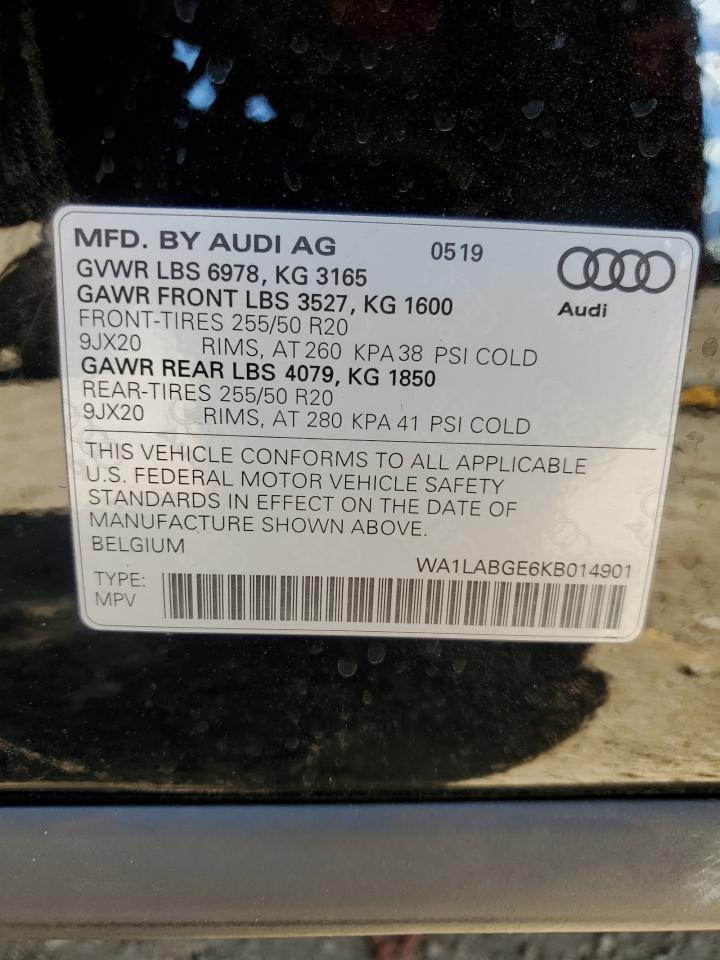 MFD. BY AUDI AG 0519
GVWR LBS 6978, KG 3165
GAWR FRONT LBS 3527, KG 1600
Audi
FRONT-TIRES 255/50 R20
9JX20 RIMS, AT 260 KPA 38 PSI COLD
GAWR REAR LBS 4079, KG 1850
REAR-TIRES 255/50 R20
9JX20 RIMS, AT 280 KPA 41 PSI COLD
THIS VEHICLE CONFORMS TO ALL APPLICABLE
U.S. FEDERAL MOTOR VEHICLE SAFETY
STANDARDS IN EFFECT ON THE DATE OF
MANUFACTURE SHOWN ABOVE.
BELGIUM
WA1LABGE6KB014901
TYPE:
MPV